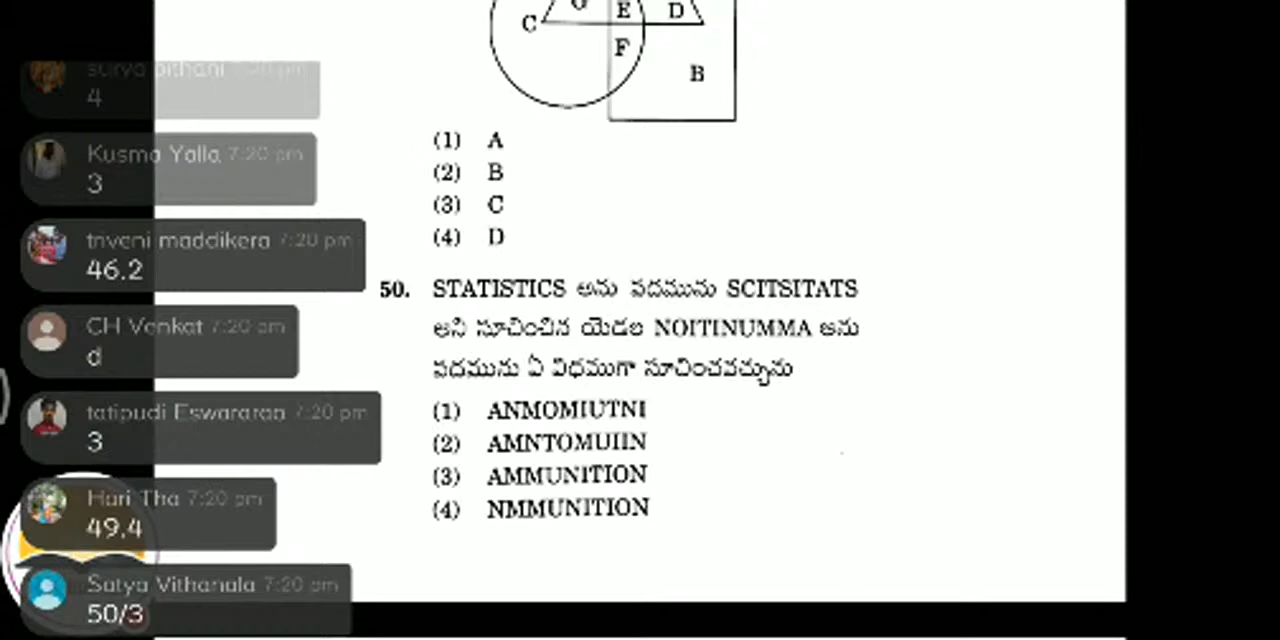 C
G
E
D
F
B
(1) A
(2) B
(3) C
(4) D
50. STATISTICS అను పదమును SCITSITATS
అని సూచించిన యెడల NOITINUMMA అను
పదమును ఏ విధముగా సూచించవచ్చును
(1) ANMOMIUTNI
(2) AMNTOMUIIN
(3) AMMUNITION
(4) NMMUNITION
surya pithani
4
Kusma Yalla 7:20 pm
3
triveni maddikera 7:20 pm
46.2
CH Venkat 7:20 pm
d
tatipudi Eswararao 7:20 pm
3
Hari Tha 7:20 pm
49.4
Satya Vithanala 7:20 pm
50/3